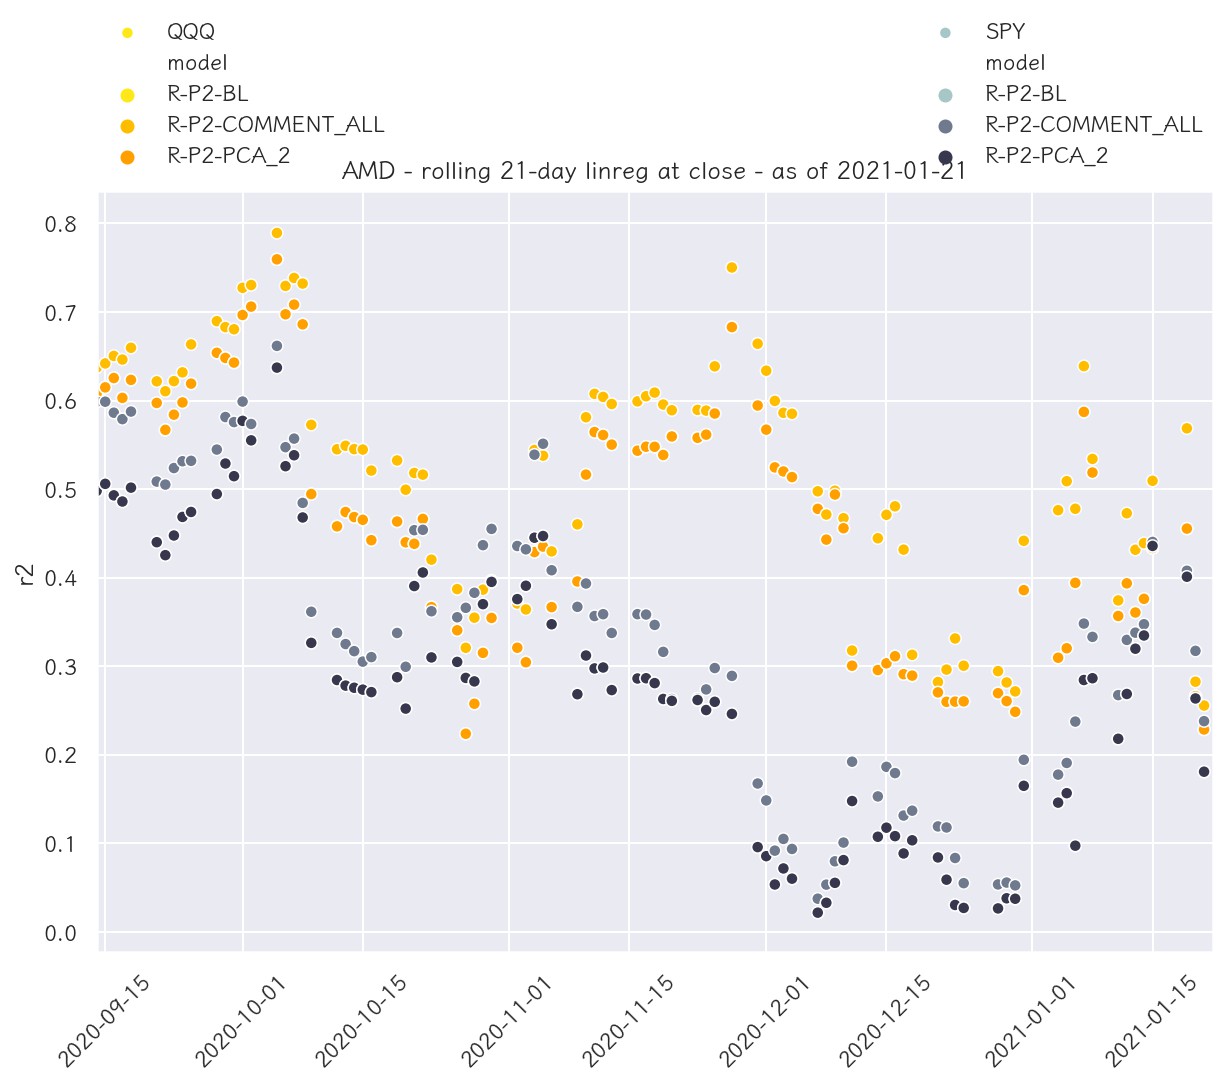 QQQ
model
R-P2-BL
R-P2-COMMENT_ALL
R-P2-PCA_2
SPY
model
R-P2-BL
R-P2-COMMENT_ALL
R-P2-PCA_2
AMD - rolling 21-day linreg at close - as of 2021-01-21
r2
0.8
0.7
0.6
0.5
0.4
0.3
0.2
0.1
0.0
2020-09-15
2020-10-01
2020-10-15
2020-11-01
2020-11-15
2020-12-01
2020-12-15
2021-01-01
2021-01-15